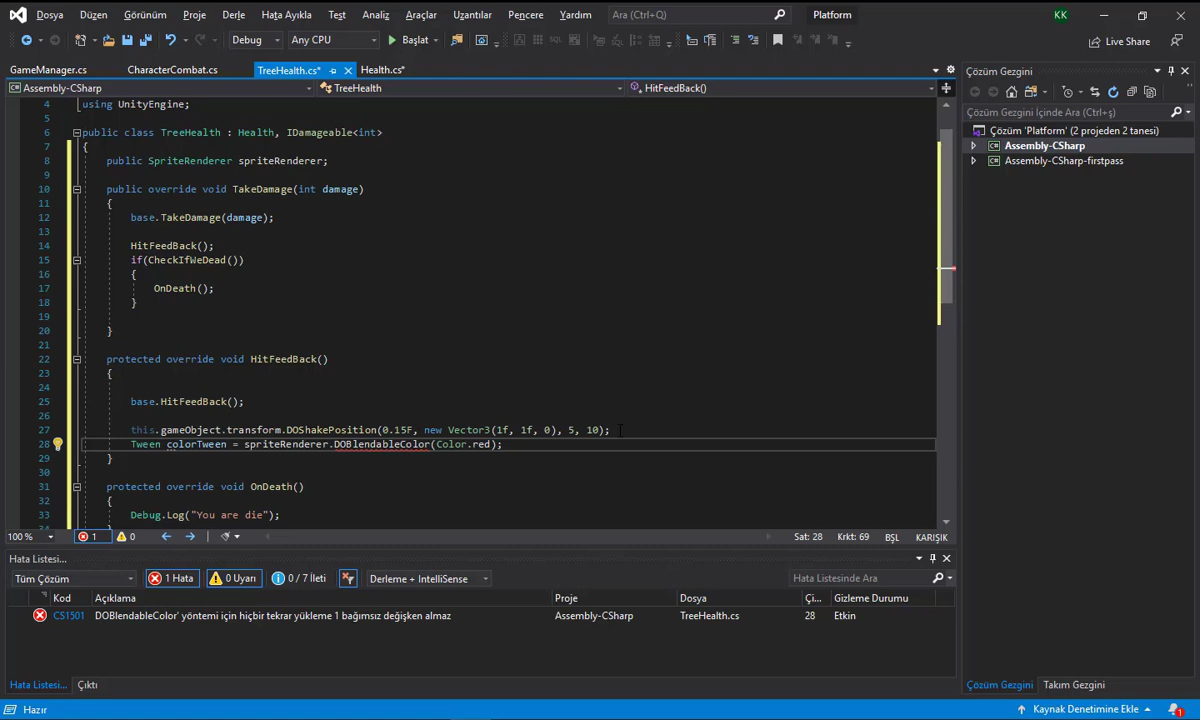 Dosya Düzen Görünüm Proje Derle Hata Ayıkla Test Analiz Araçlar Uzantılar Pencere Yardım Ara (Ctrl+Q) Platform KK
Debug Any CPU Başlat Live Share
GameManager.cs CharacterCombat.cs TreeHealth.cs* Health.cs*
Assembly-CSharp TreeHealth HitFeedBack()
4 using UnityEngine;
5
6 public class TreeHealth : Health, IDamageable<int>
7 {
8 public SpriteRenderer spriteRenderer;
9
10 public override void TakeDamage(int damage)
11 {
12 base.TakeDamage(damage);
13
14 HitFeedBack();
15 if(CheckIfWeDead())
16 {
17 OnDeath();
18 }
19
20 }
21
22 protected override void HitFeedBack()
23 {
24
25 base.HitFeedBack();
26
27 this.gameObject.transform.DOShakePosition(0.15F, new Vector3(1f, 1f, 0), 5, 10);
28 Tween colorTween = spriteRenderer.DOBlendableColor(Color.red);
29 }
30
31 protected override void OnDeath()
32 {
33 Debug.Log("You are die");
34 }
100 % 1 0 Sat: 28 Krkt: 69 BŞL KARIŞIK
Hata Listesi...
Tüm Çözüm 1 Hata 0 Uyarı 0 / 7 İleti Derleme + IntelliSense Hata Listesinde Ara
Kod Açıklama Proje Dosya Çi... Gizleme Durumu
CS1501 DOBlendableColor' yöntemi için hiçbir tekrar yükleme 1 bağımsız değişken almaz Assembly-CSharp TreeHealth.cs 28 Etkin
Hata Listesi... Çıktı
Çözüm Gezgini
Çözüm Gezgini İçinde Ara (Ctrl+ş)
Çözüm 'Platform' (2 projeden 2 tanesi)
Assembly-CSharp
Assembly-CSharp-firstpass
Çözüm Gezgini Takım Gezgini
Hazır Kaynak Denetimine Ekle 1